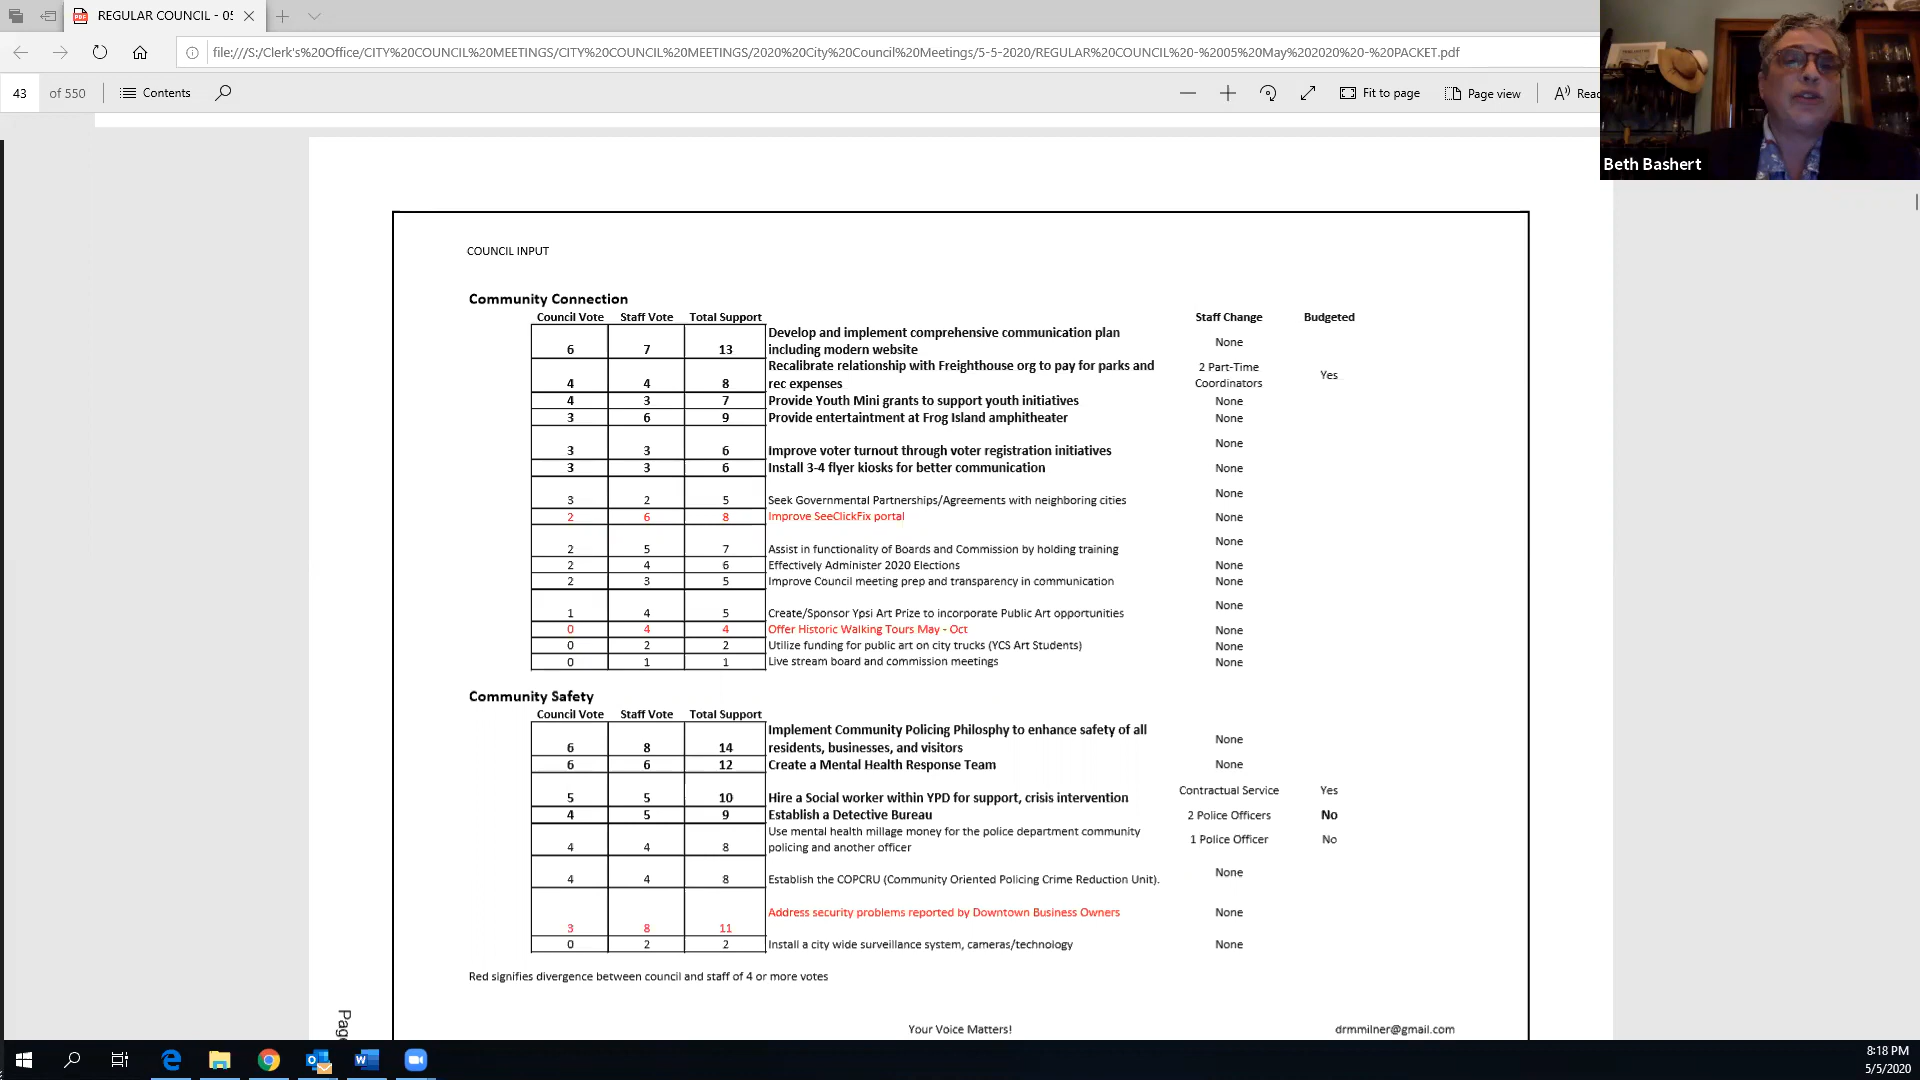 REGULAR COUNCIL - 05
file:///S:/Clerk's%20Office/CITY%20COUNCIL%20MEETINGS/CITY%20COUNCIL%20MEETINGS/2020%20City%20Council%20Meetings/5-5-2020/REGULAR%20COUNCIL%20-%2005%20May%202020%20-%20PACKET.pdf
43 of 550 Contents Fit to page Page view Rea
Beth Bashert
COUNCIL INPUT
Community Connection
Council Vote Staff Vote Total Support Staff Change Budgeted
Develop and implement comprehensive communication plan
6 7 13 including modern website None
Recalibrate relationship with Freighthouse org to pay for parks and 2 Part-Time
4 4 8 rec expenses Coordinators Yes
4 3 7 Provide Youth Mini grants to support youth initiatives None
3 6 9 Provide entertaintment at Frog Island amphitheater None
3 3 6 Improve voter turnout through voter registration initiatives None
3 3 6 Install 3-4 flyer kiosks for better communication None
3 2 5 Seek Governmental Partnerships/Agreements with neighboring cities None
2 6 8 Improve SeeClickFix portal None
2 5 7 Assist in functionality of Boards and Commission by holding training None
2 4 6 Effectively Administer 2020 Elections None
2 3 5 Improve Council meeting prep and transparency in communication None
1 4 5 Create/Sponsor Ypsi Art Prize to incorporate Public Art opportunities None
0 4 4 Offer Historic Walking Tours May - Oct None
0 2 2 Utilize funding for public art on city trucks (YCS Art Students) None
0 1 1 Live stream board and commission meetings None
Community Safety
Council Vote Staff Vote Total Support
Implement Community Policing Philosphy to enhance safety of all
6 8 14 residents, businesses, and visitors None
6 6 12 Create a Mental Health Response Team None
5 5 10 Hire a Social worker within YPD for support, crisis intervention Contractual Service Yes
4 5 9 Establish a Detective Bureau 2 Police Officers No
Use mental health millage money for the police department community
4 4 8 policing and another officer 1 Police Officer No
4 4 8 Establish the COPCRU (Community Oriented Policing Crime Reduction Unit). None
3 8 11 Address security problems reported by Downtown Business Owners None
0 2 2 Install a city wide surveillance system, cameras/technology None
Red signifies divergence between council and staff of 4 or more votes
Your Voice Matters! drmmilner@gmail.com
Pag
8:18 PM
5/5/2020